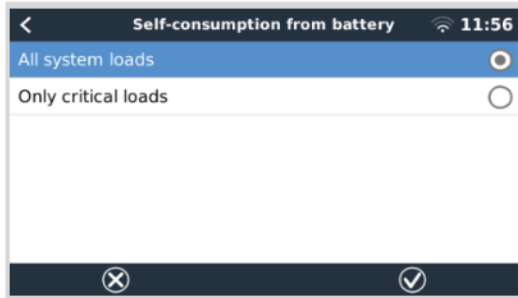 Self-consumption from battery 11:56
All system loads
Only critical loads